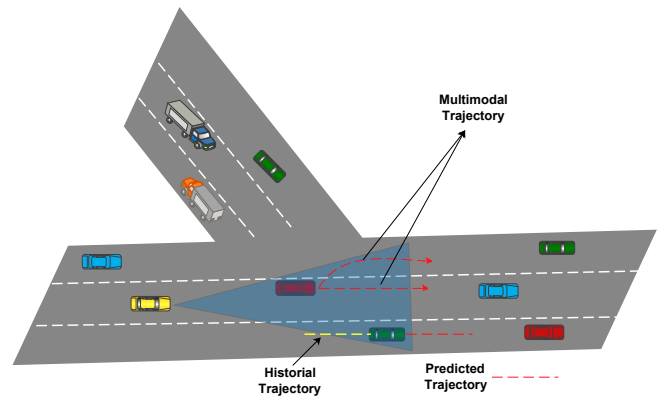 Multimodal
Trajectory
Historial
Trajectory
Predicted
Trajectory